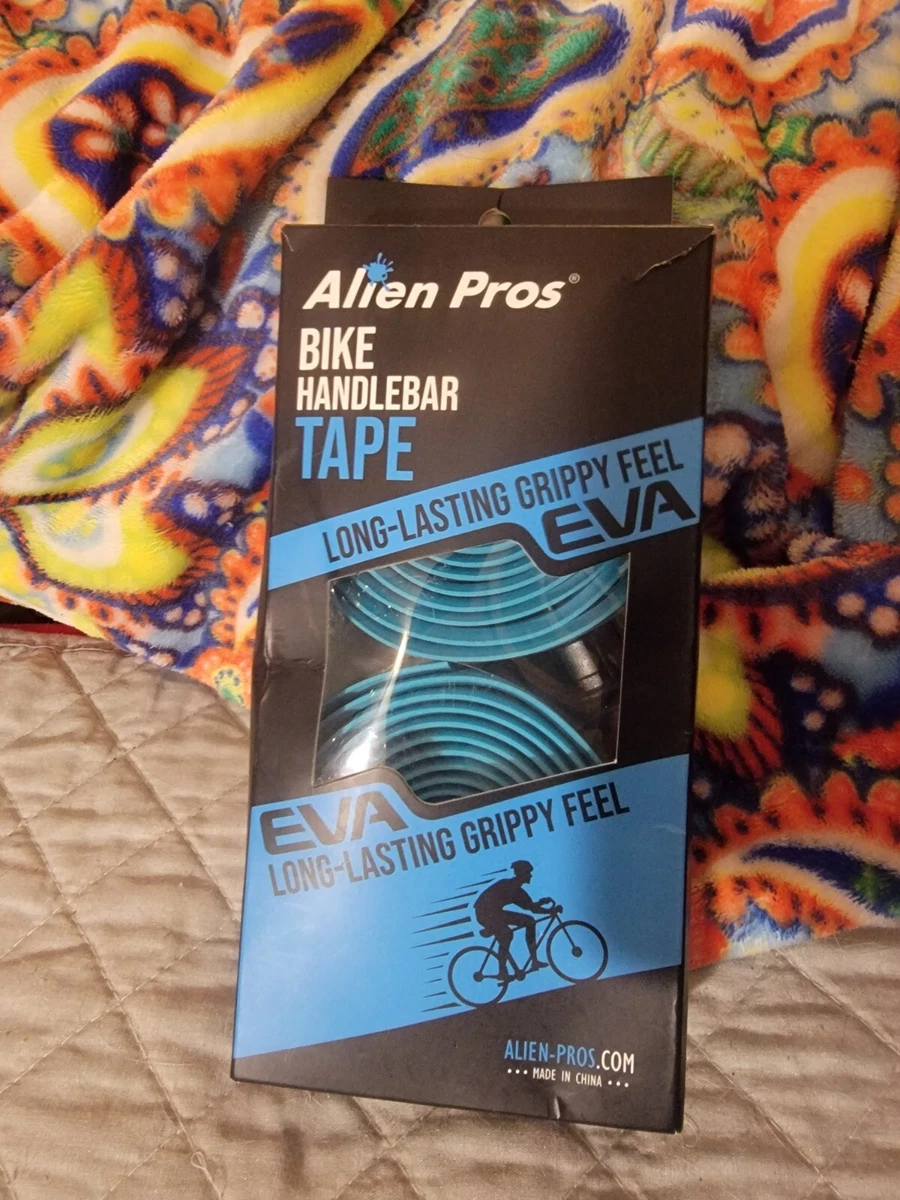 Alien Pros®
BIKE
HANDLEBAR
TAPE
LONG-LASTING GRIPPY FEEL
EVA
EVA
LONG-LASTING GRIPPY FEEL
ALIEN-PROS.COM
••• MADE IN CHINA •••